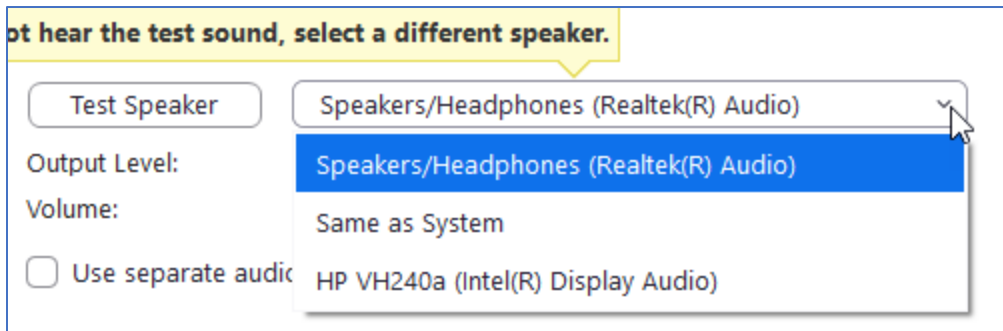 ot hear the test sound, select a different speaker.
Test Speaker
Speakers/Headphones (Realtek(R) Audio)
Output Level:
Speakers/Headphones (Realtek(R) Audio)
Volume:
Same as System
Use separate audio
HP VH240a (Intel(R) Display Audio)